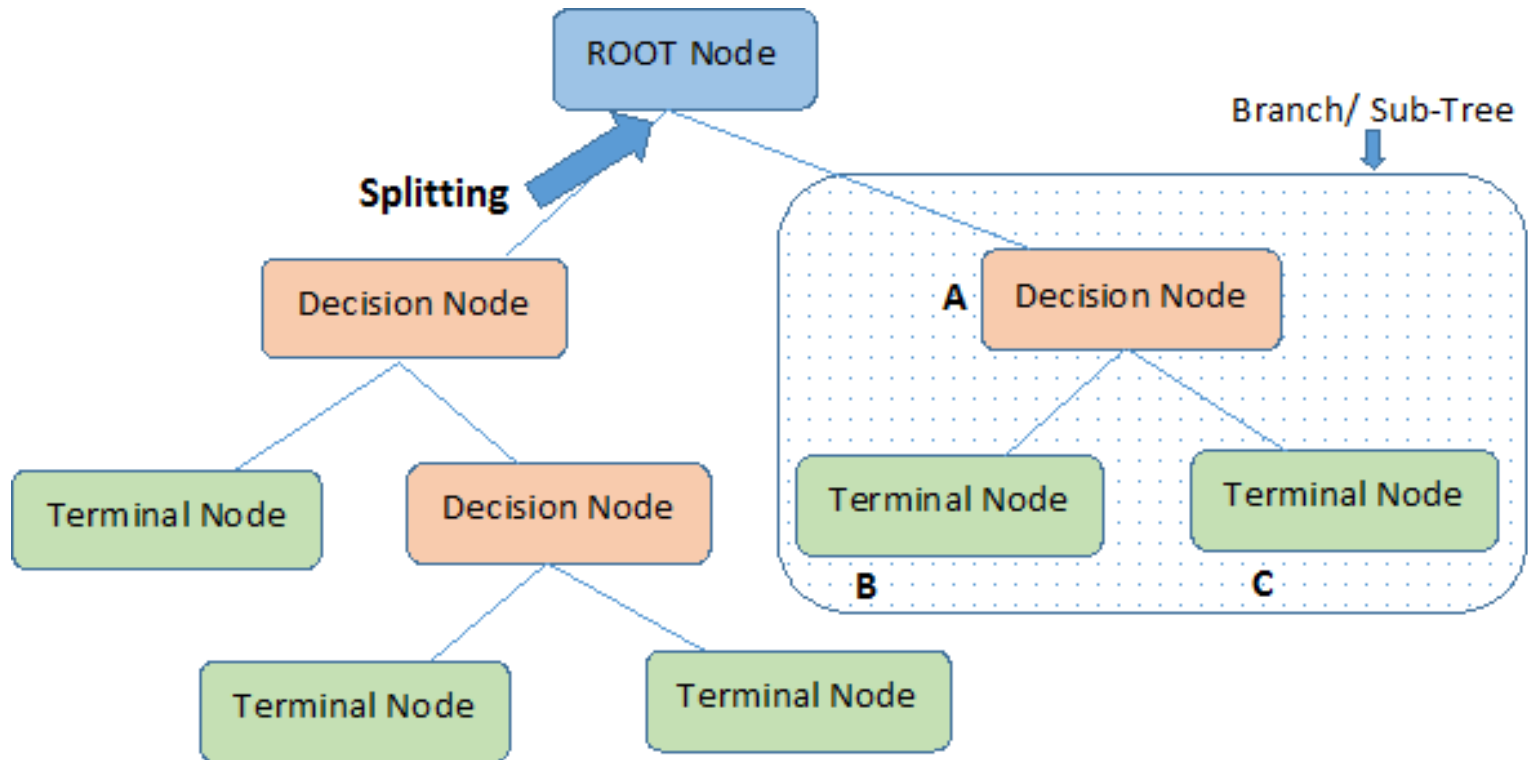 ROOT Node
Branch/ Sub-Tree
Splitting
Decision Node
A
Decision Node
Terminal Node
Decision Node
Terminal Node
Terminal Node
B
C
Terminal Node
Terminal Node